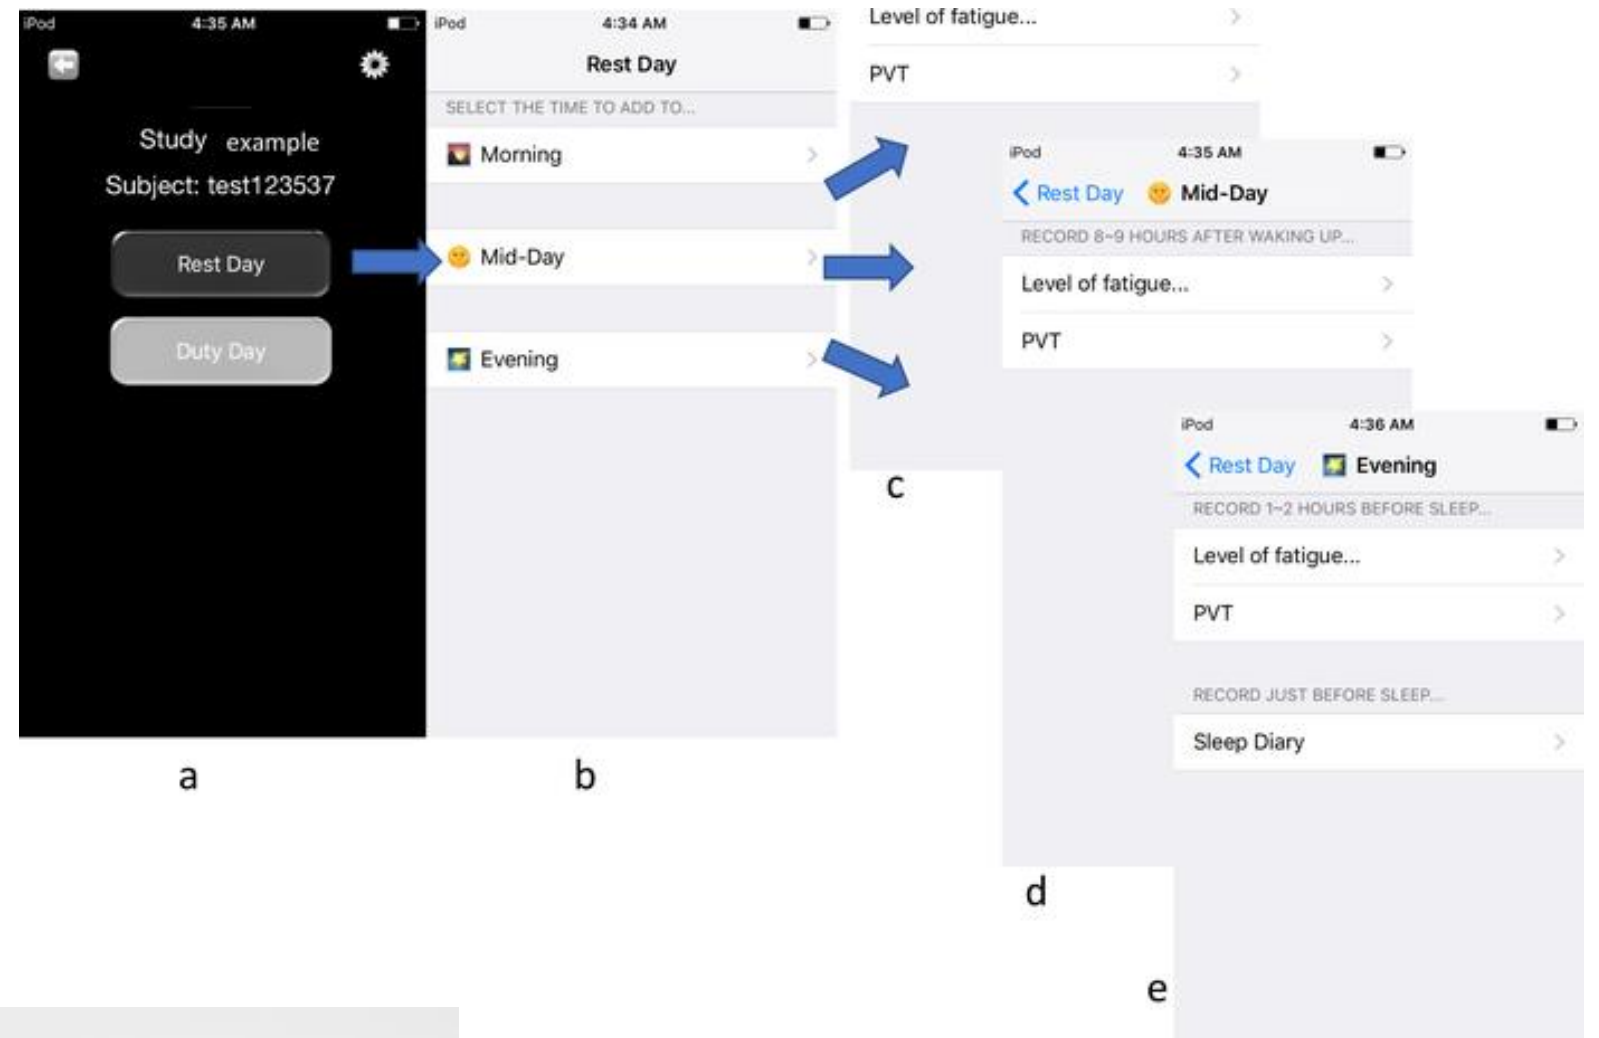 iPod 4:35 AM
Study example
Subject: test123537
Rest Day
Duty Day
a
iPod 4:34 AM
Rest Day
SELECT THE TIME TO ADD TO...
Morning
Mid-Day
Evening
b
Level of fatigue...
PVT
c
iPod 4:35 AM
Rest Day Mid-Day
RECORD 8~9 HOURS AFTER WAKING UP...
Level of fatigue...
PVT
d
iPod 4:36 AM
Rest Day Evening
RECORD 1~2 HOURS BEFORE SLEEP...
Level of fatigue...
PVT
RECORD JUST BEFORE SLEEP...
Sleep Diary
e